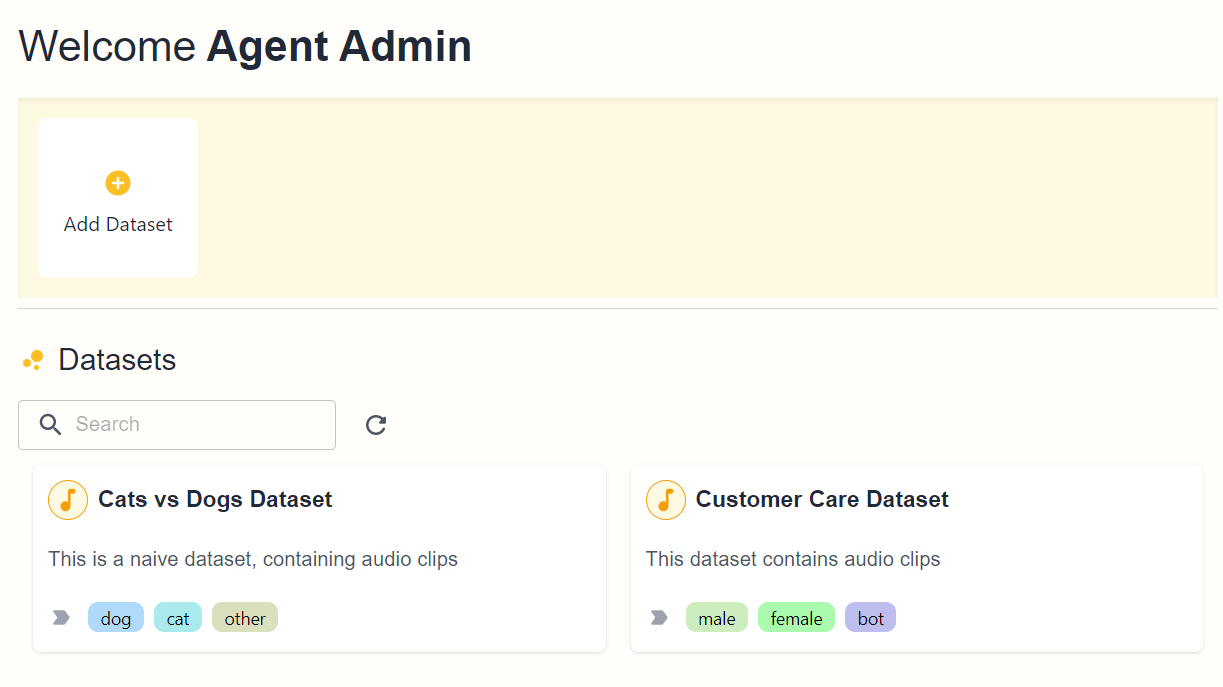 Welcome Agent Admin
Add Dataset
Datasets
Search
Cats vs Dogs Dataset
This is a naive dataset, containing audio clips
dog cat other
Customer Care Dataset
This dataset contains audio clips
male female bot